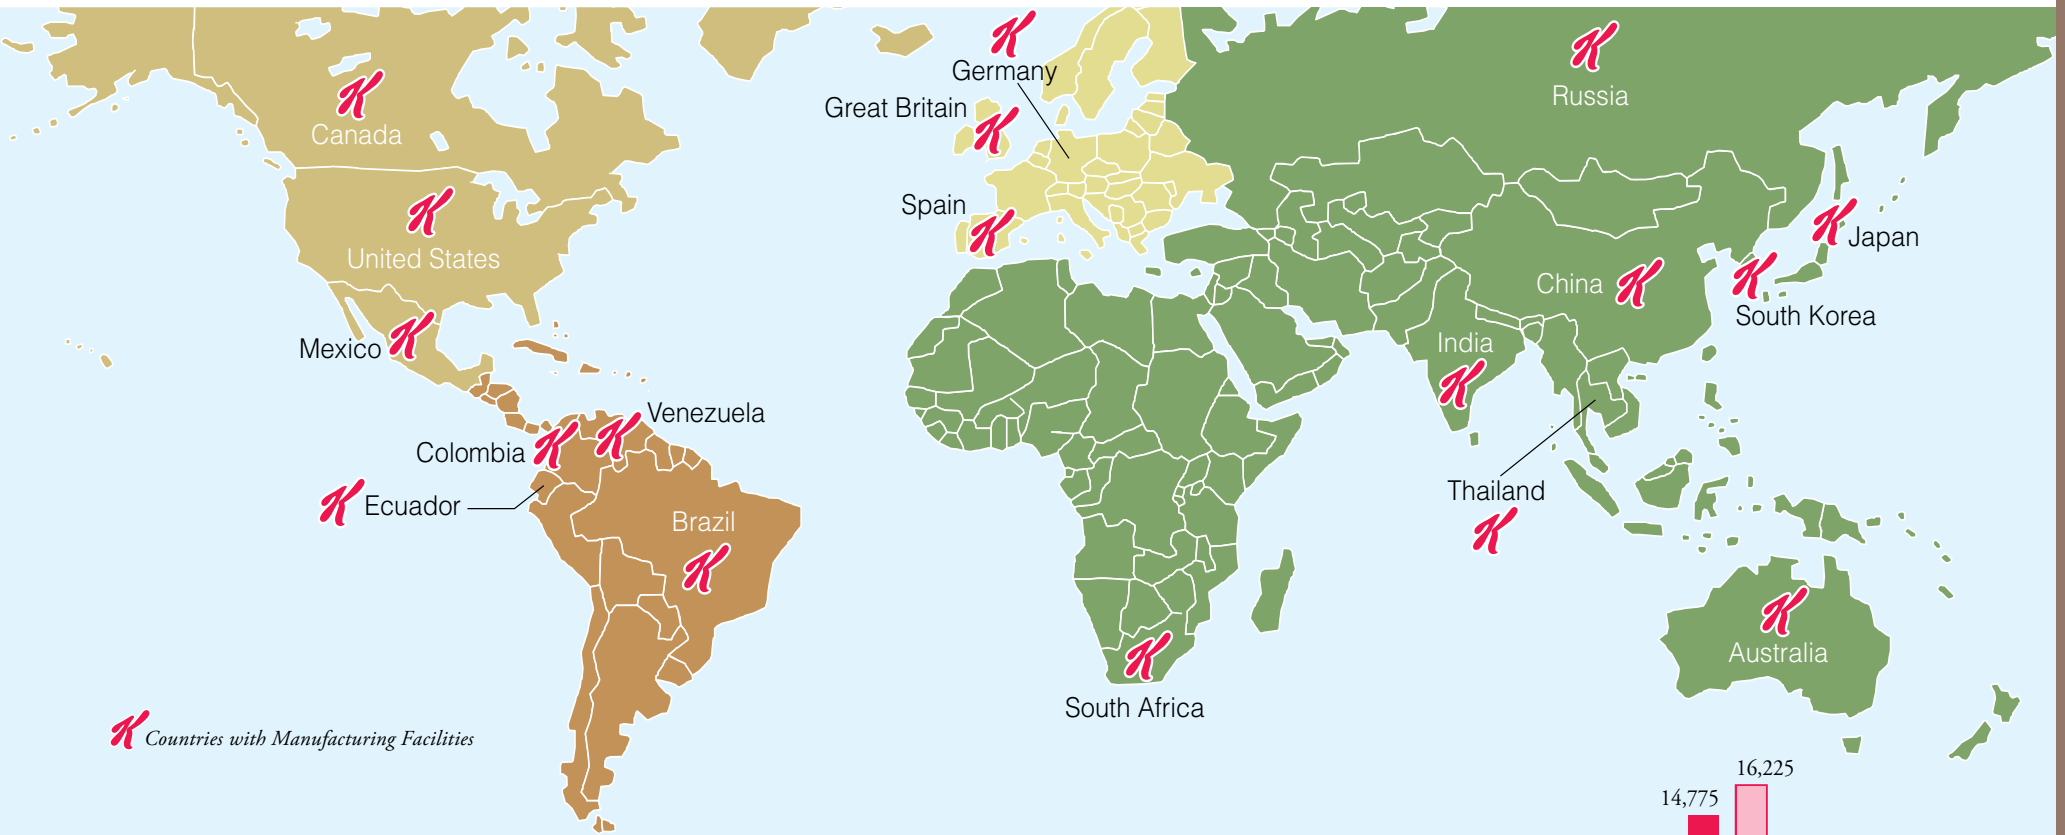 Germany
Great Britain
Russia
Canada
Spain
United States
Japan
China
South Korea
India
Mexico
Venezuela
Colombia
Ecuador
Thailand
Brazil
Australia
South Africa
K Countries with Manufacturing Facilities
16,225
14,775